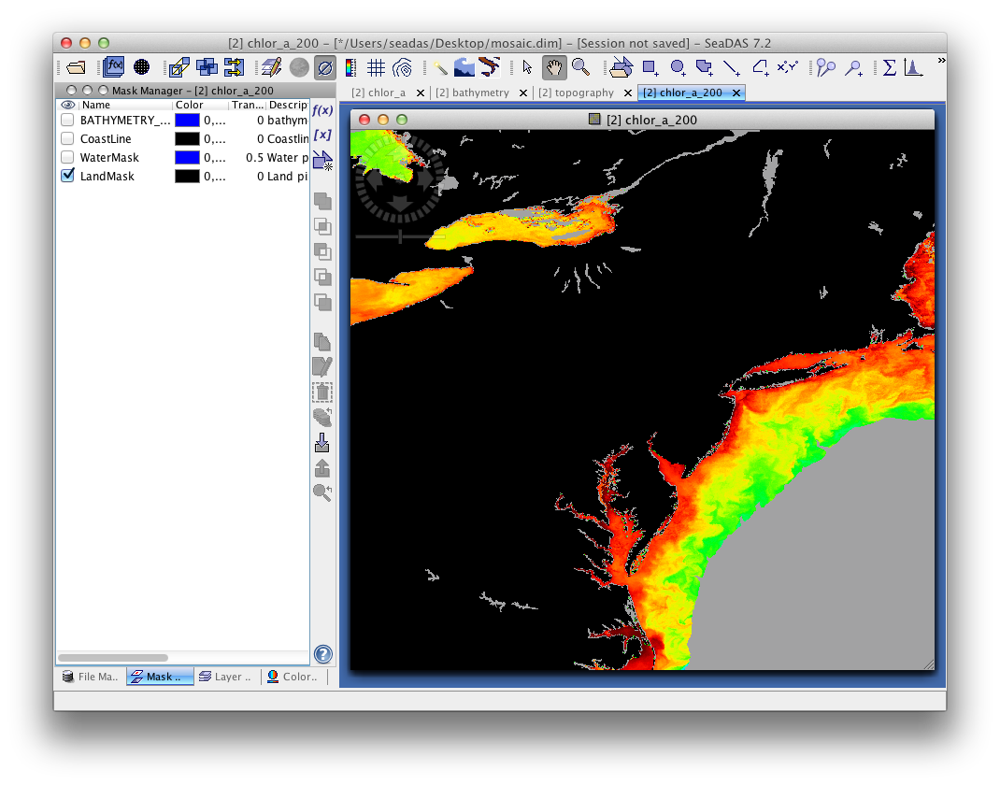 [2] chlor_a_200 – [*/Users/seadas/Desktop/mosaic.dim] – [Session not saved] – SeaDAS 7.2
f(x)
x,y
Σ
»
Mask Manager – [2] chlor_a_200
[2] chlor_a [2] bathymetry [2] topography [2] chlor_a_200
Name Color Tran... Descrip
f(x)
[2] chlor_a_200
BATHYMETRY_... 0,... 0 bathym
CoastLine 0,... 0 Coastlin
[x]
WaterMask 0,... 0.5 Water p
LandMask 0,... 0 Land pi
?
File Ma.. Mask .. Layer .. Color..